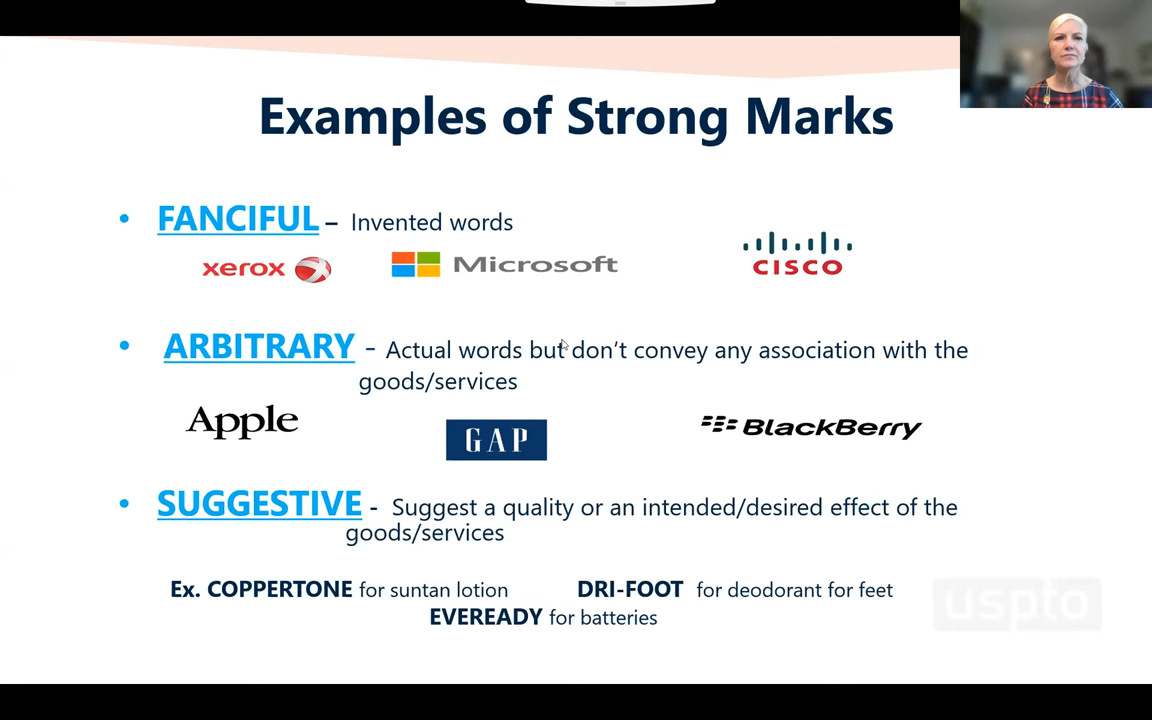 Examples of Strong Marks
• FANCIFUL – Invented words
xerox Microsoft CISCO
• ARBITRARY - Actual words but don't convey any association with the
goods/services
Apple GAP BlackBerry
• SUGGESTIVE - Suggest a quality or an intended/desired effect of the
goods/services
Ex. COPPERTONE for suntan lotion DRI-FOOT for deodorant for feet
EVEREADY for batteries
uspto